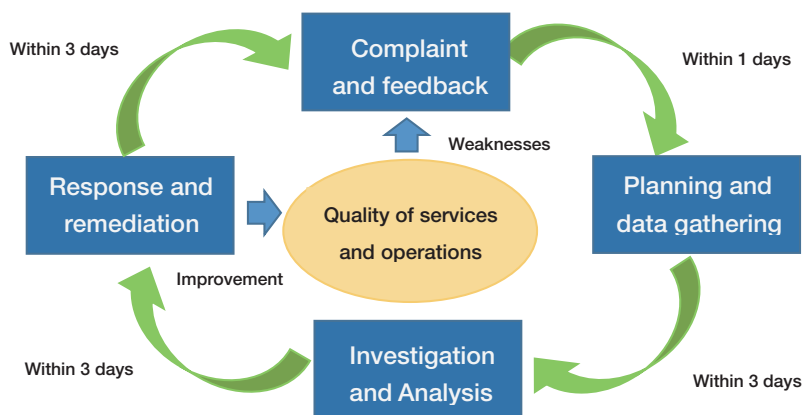 Within 3 days
Complaint
and feedback
Within 1 days
Weaknesses
Response and
remediation
Quality of services
and operations
Planning and
data gathering
Improvement
Within 3 days
Investigation
and Analysis
Within 3 days